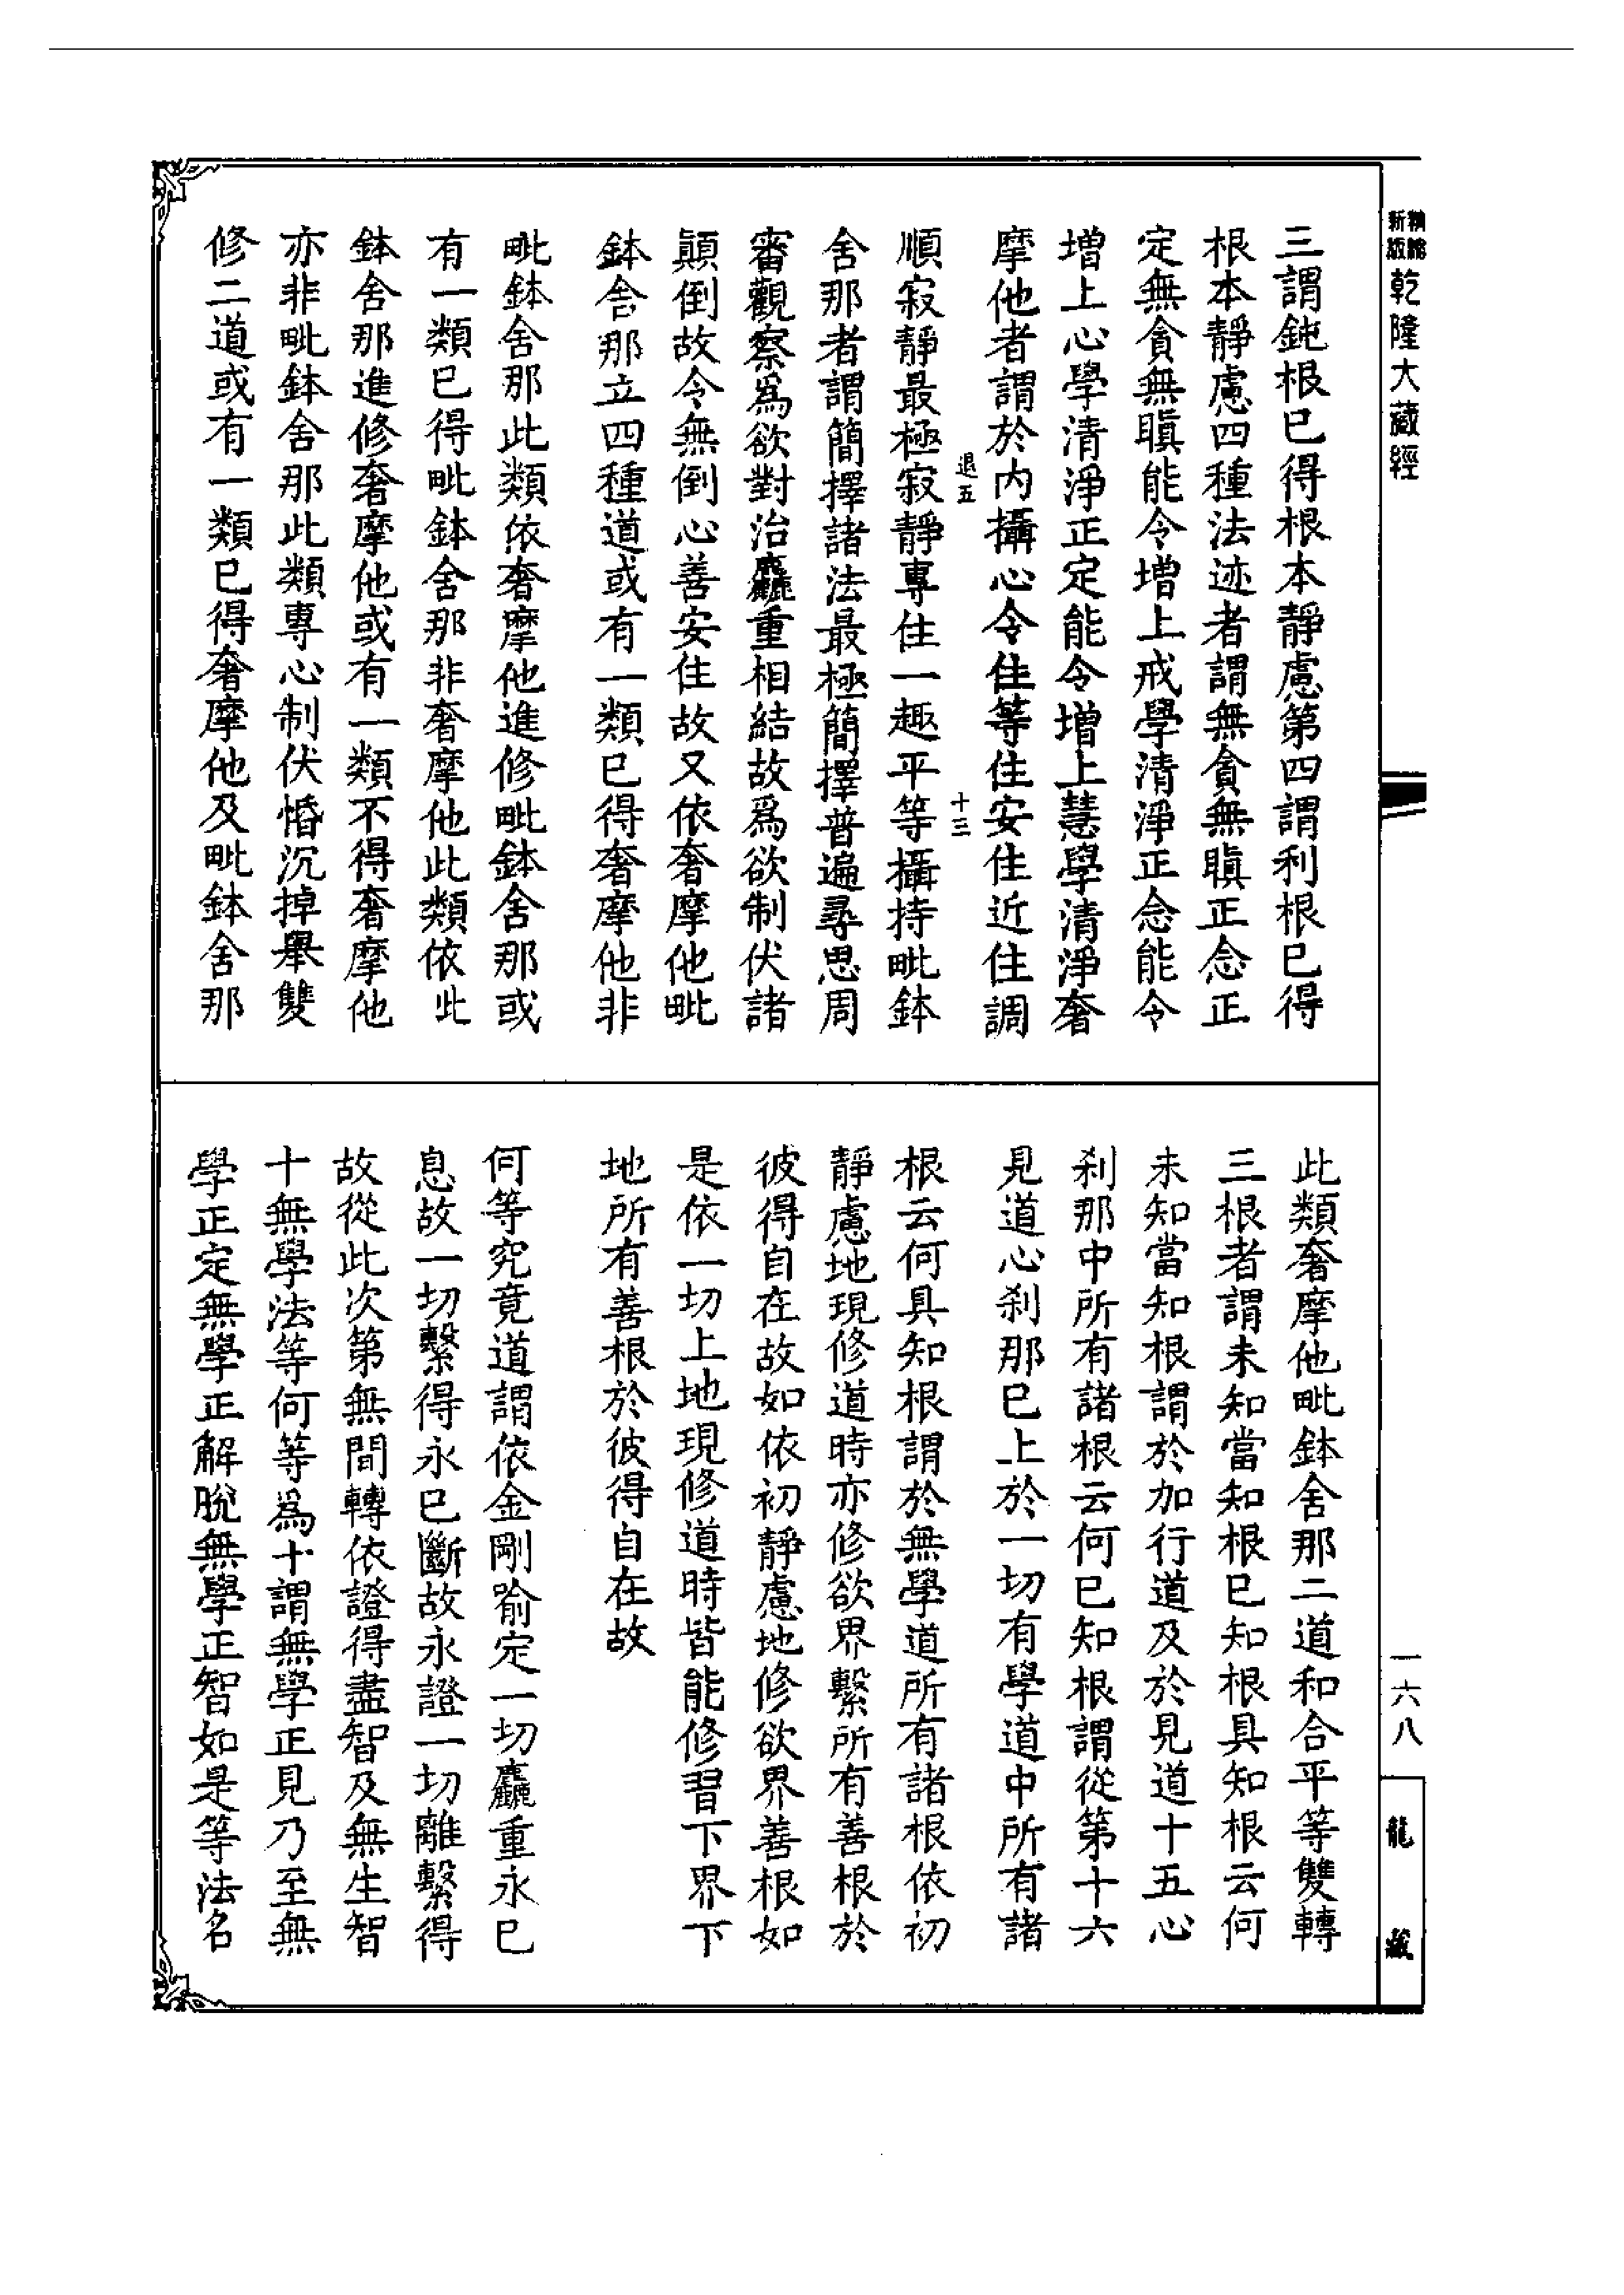 新編縮版
乾隆大藏經
三謂鈍根已得根本靜慮第四謂利根已得
根本靜慮四種法迹者謂無貪無瞋正念正
定無貪無瞋能令增上戒學清淨正念能令
增上心學清淨正定能令增上慧學清淨奢
摩他者謂於內攝心令住等住安住近住調
退五
十三
順寂靜最極寂靜專住一趣平等攝持毗鉢
舍那者謂簡擇諸法最極簡擇普遍尋思周
審觀察爲欲對治麤重相結故爲欲制伏諸
顛倒故令無倒心善安住故又依奢摩他毗
鉢舍那立四種道或有一類已得奢摩他非
毗鉢舍那此類依奢摩他進修毗鉢舍那或
有一類已得毗鉢舍那非奢摩他此類依此
鉢舍那進修奢摩他或有一類不得奢摩他
亦非毗鉢舍那此類專心制伏惛沉掉舉雙
修二道或有一類已得奢摩他及毗鉢舍那
此類奢摩他毗鉢舍那二道和合平等雙轉
三根者謂未知當知根已知根具知根云何
未知當知根謂於加行道及於見道十五心
刹那中所有諸根云何已知根謂從第十六
見道心刹那已上於一切有學道中所有諸
根云何具知根謂於無學道所有諸根依初
靜慮地現修道時亦修欲界繫所有善根於
彼得自在故如依初靜慮地修欲界善根如
是依一切上地現修道時皆能修習下界下
地所有善根於彼得自在故
何等究竟道謂依金剛喻定一切麤重永已
息故一切繫得永已斷故永證一切離繫得
故從此次第無間轉依證得盡智及無生智
十無學法等何等爲十謂無學正見乃至無
學正定無學正解脫無學正智如是等法名
一六八
龍藏